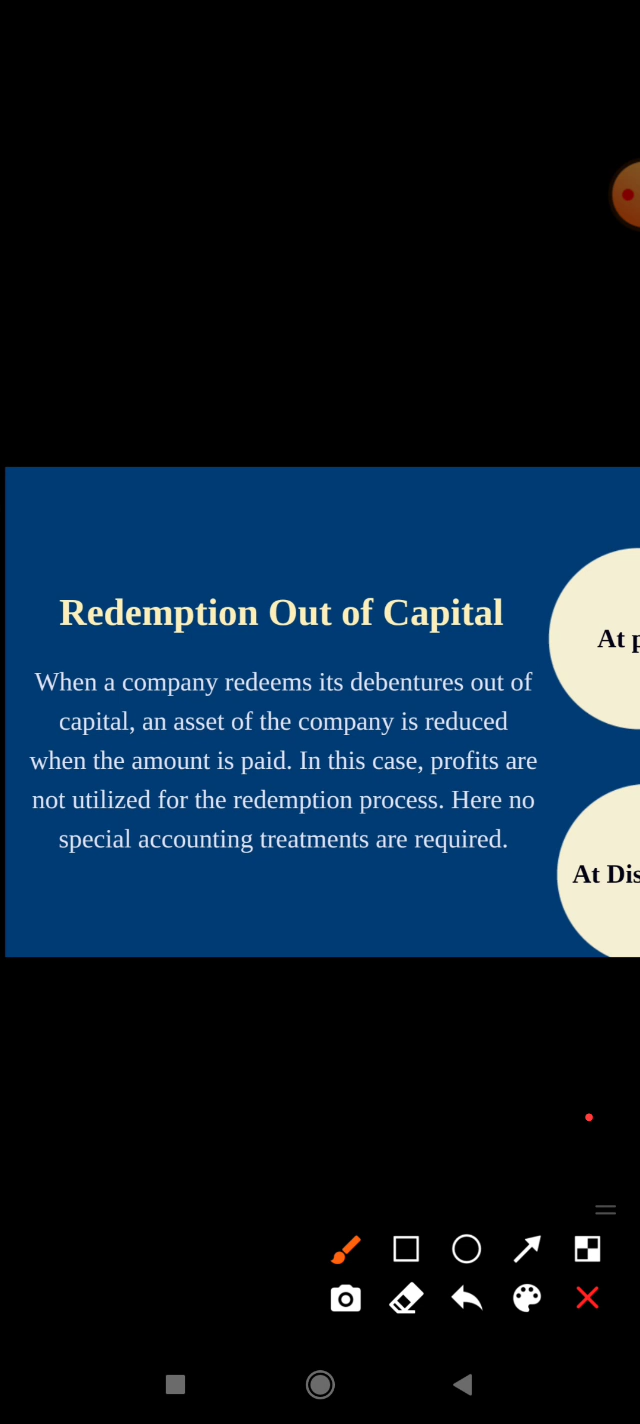 Redemption Out of Capital
When a company redeems its debentures out of
capital, an asset of the company is reduced
when the amount is paid. In this case, profits are
not utilized for the redemption process. Here no
special accounting treatments are required.
At p
At Dis